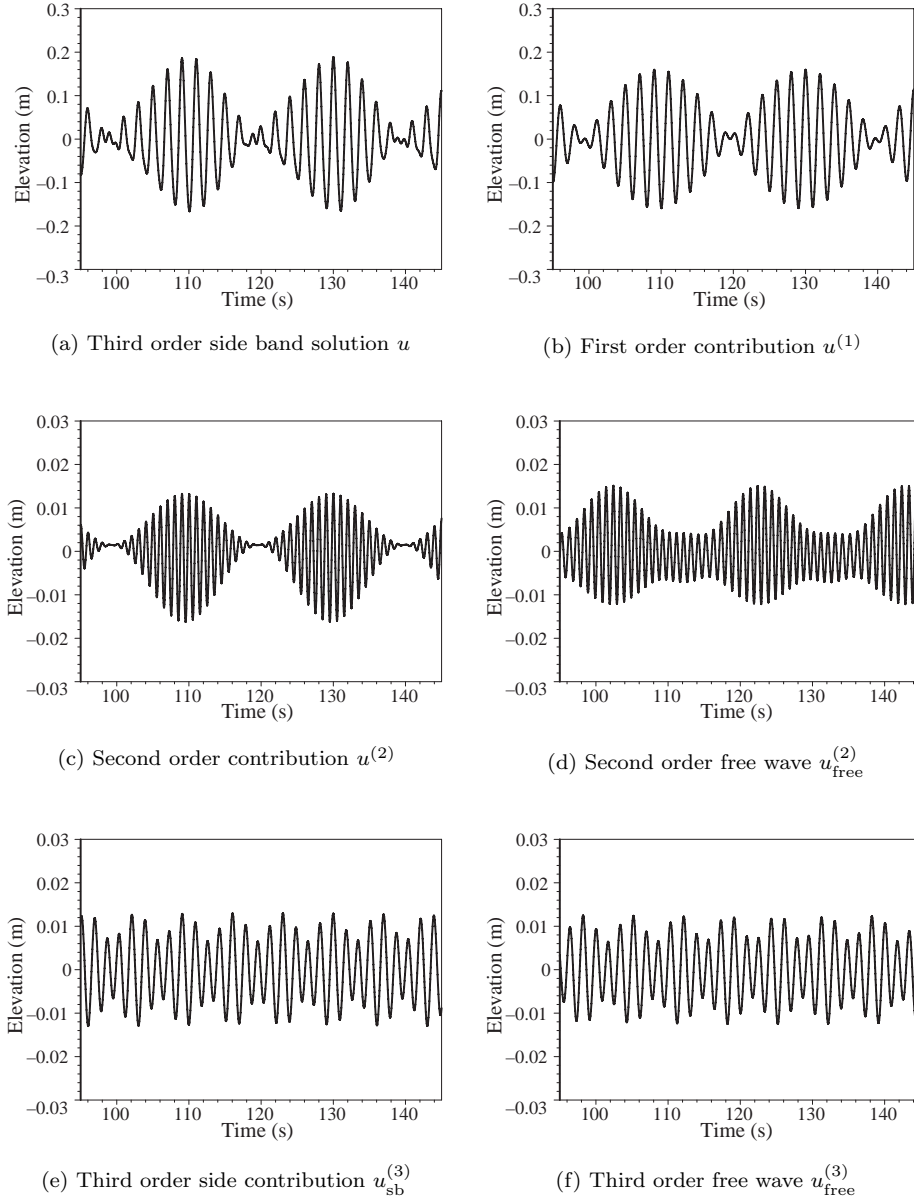 0.3
0.2
0.1
0
–0.1
–0.2
–0.3
Elevation (m)
100 110 120 130 140
Time (s)
(a) Third order side band solution u
0.3
0.2
0.1
0
–0.1
–0.2
–0.3
Elevation (m)
100 110 120 130 140
Time (s)
(b) First order contribution u^(1)
0.03
0.02
0.01
0
–0.01
–0.02
–0.03
Elevation (m)
100 110 120 130 140
Time (s)
(c) Second order contribution u^(2)
0.03
0.02
0.01
0
–0.01
–0.02
–0.03
Elevation (m)
100 110 120 130 140
Time (s)
(d) Second order free wave u_free^(2)
0.03
0.02
0.01
0
–0.01
–0.02
–0.03
Elevation (m)
100 110 120 130 140
Time (s)
(e) Third order side contribution u_sb^(3)
0.03
0.02
0.01
0
–0.01
–0.02
–0.03
Elevation (m)
100 110 120 130 140
Time (s)
(f) Third order free wave u_free^(3)